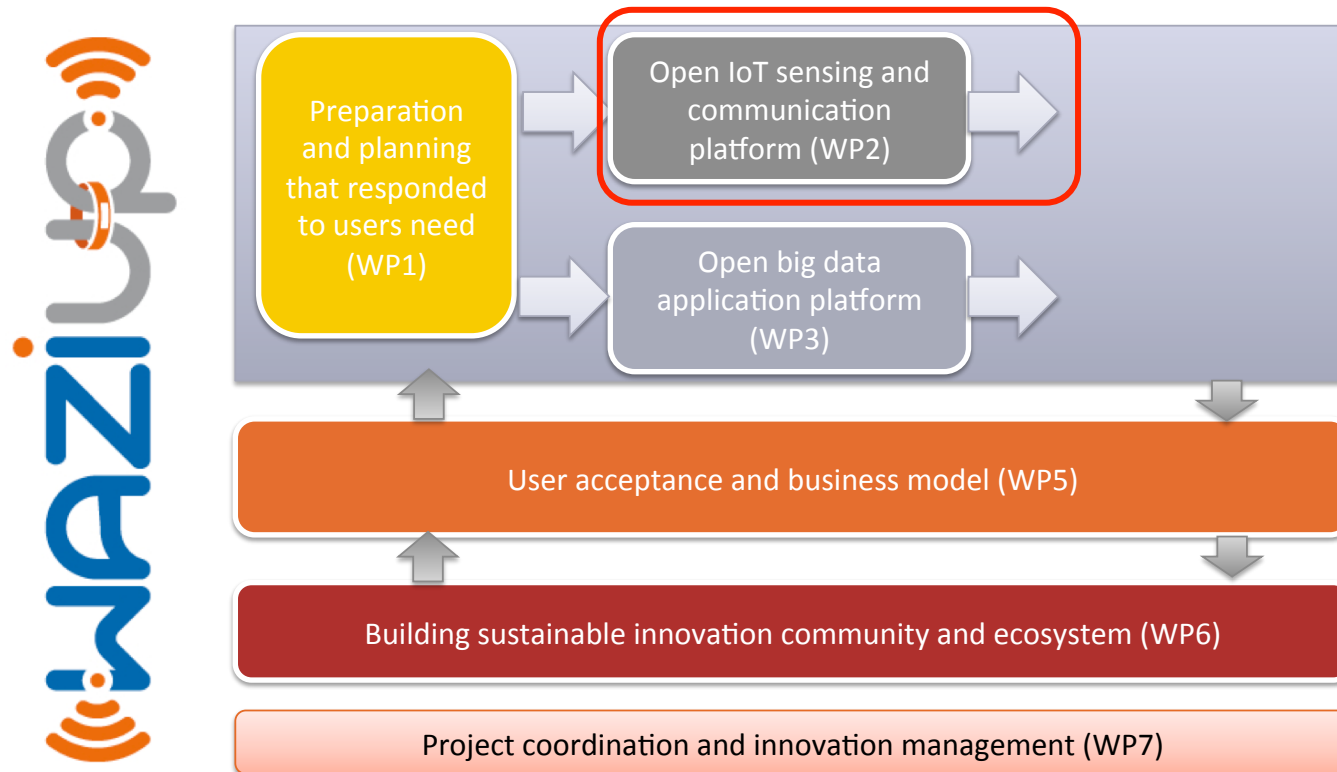 WAZIUP
Preparation
and planning
that responded
to users need
(WP1)
Open IoT sensing and
communication
platform (WP2)
Open big data
application platform
(WP3)
User acceptance and business model (WP5)
Building sustainable innovation community and ecosystem (WP6)
Project coordination and innovation management (WP7)